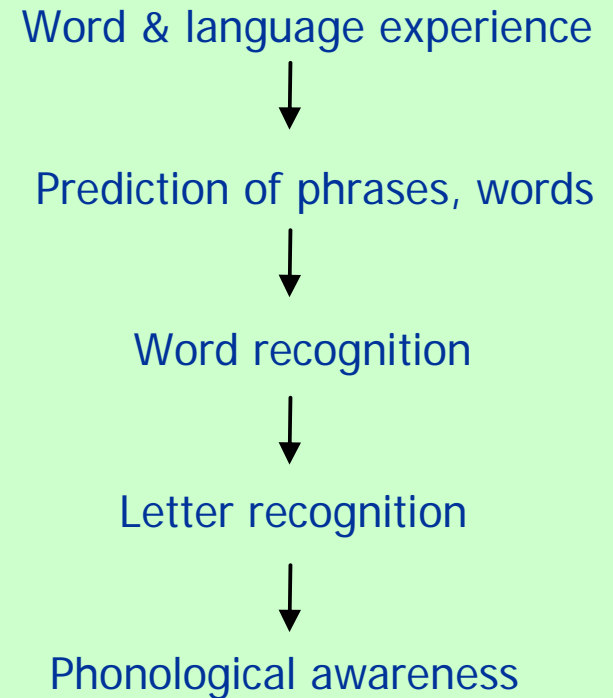 Word & language experience
Prediction of phrases, words
Word recognition
Letter recognition
Phonological awareness